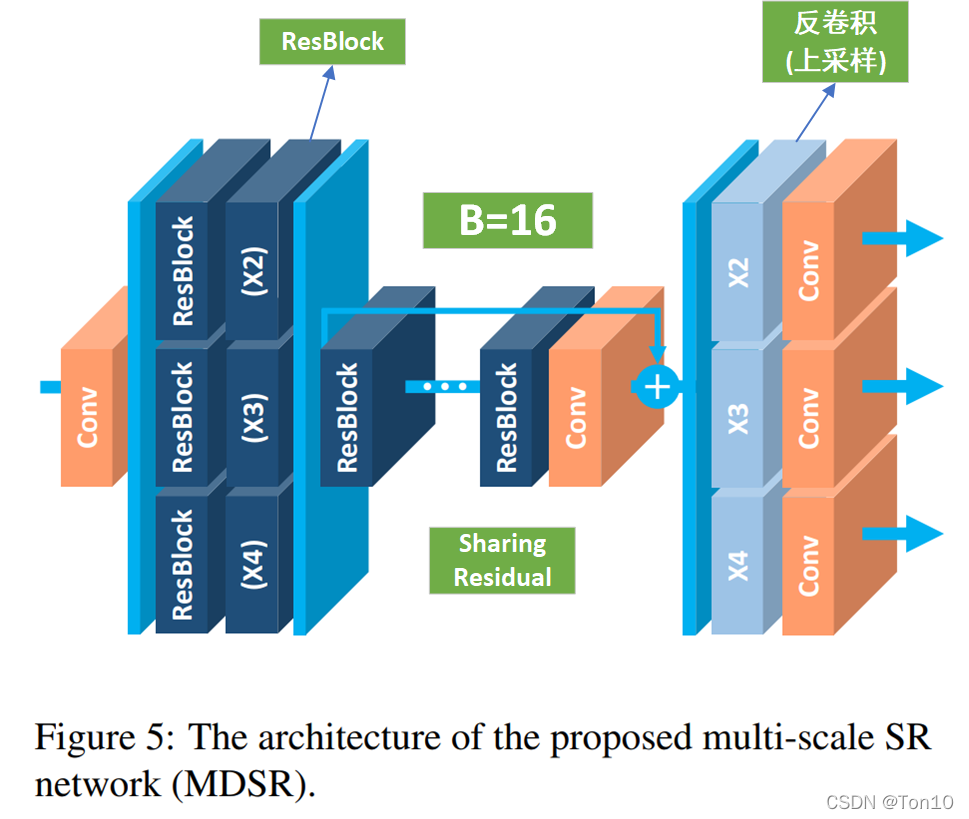 ResBlock
反卷积
(上采样)
B=16
Conv
ResBlock
(X2)
ResBlock
(X3)
ResBlock
(X4)
ResBlock
ResBlock
Conv
X2
Conv
X3
Conv
X4
Conv
Sharing
Residual
Figure 5: The architecture of the proposed multi-scale SR
network (MDSR).
CSDN @Ton10